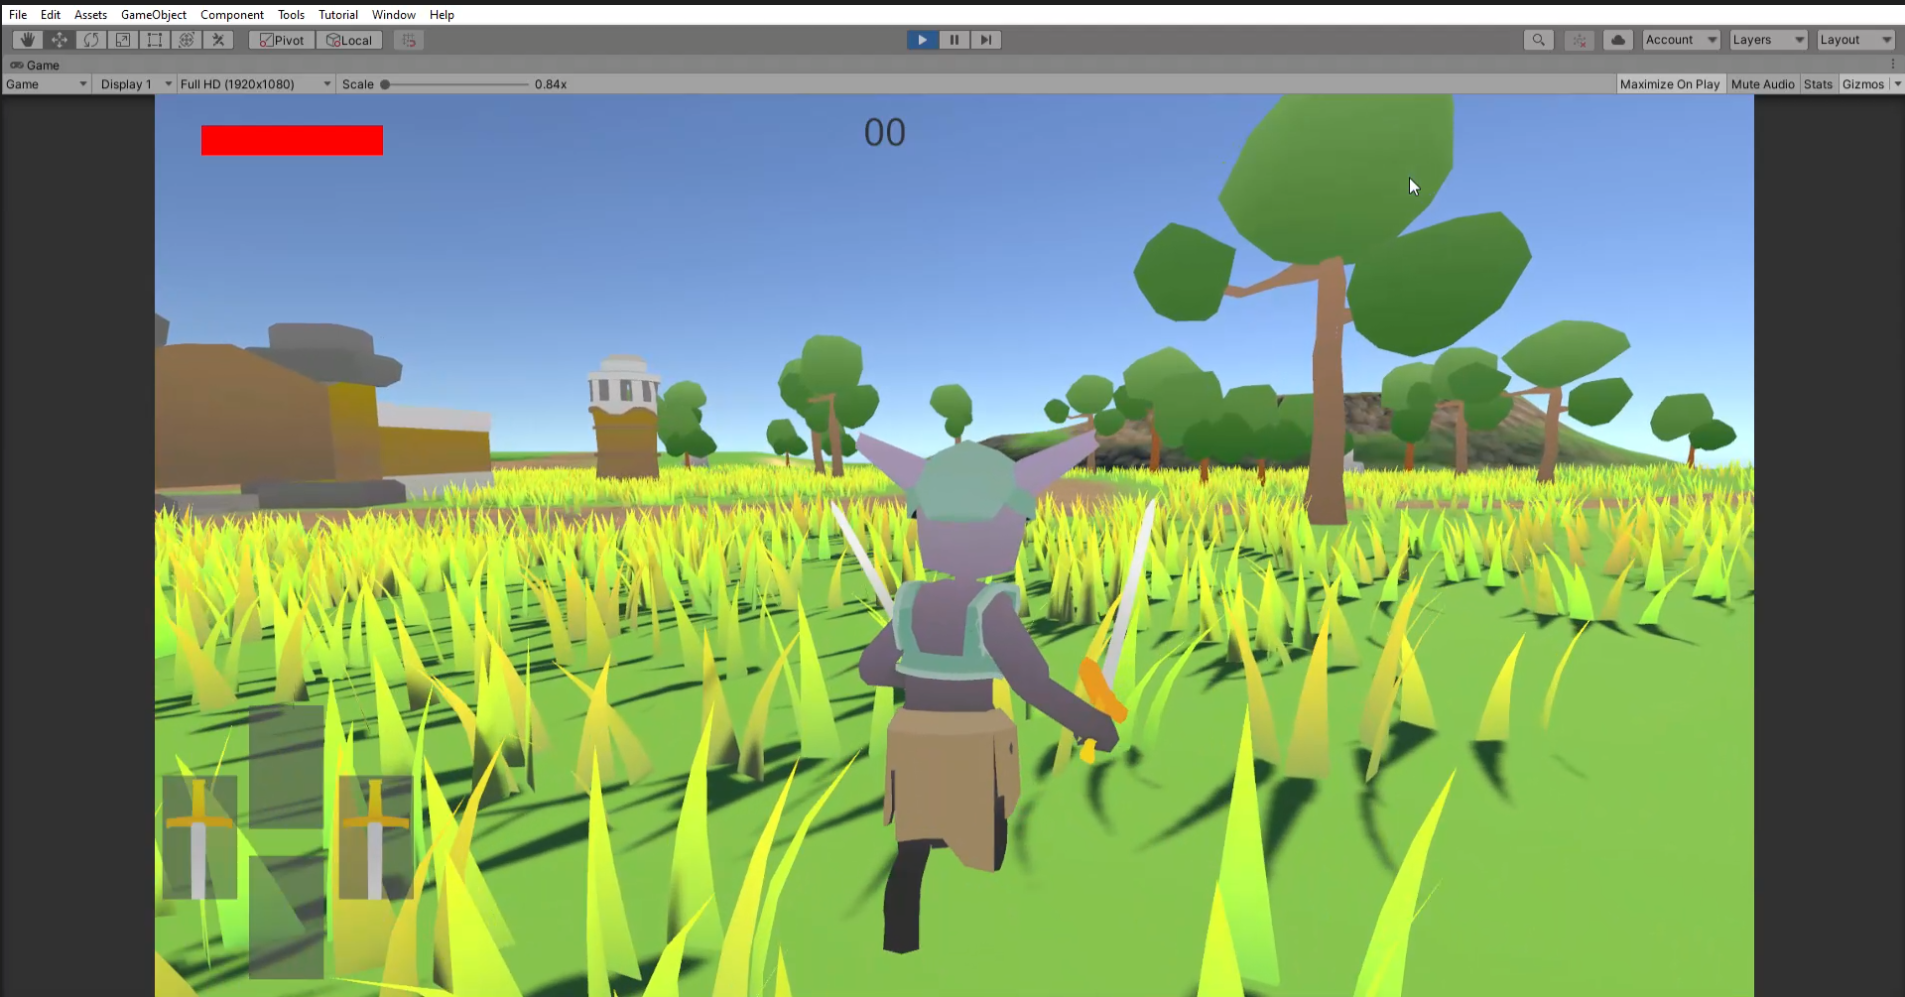 File Edit Assets GameObject Component Tools Tutorial Window Help
Pivot Local Account Layers Layout
Game
Game Display 1 Full HD (1920x1080) Scale 0.84x Maximize On Play Mute Audio Stats Gizmos
00